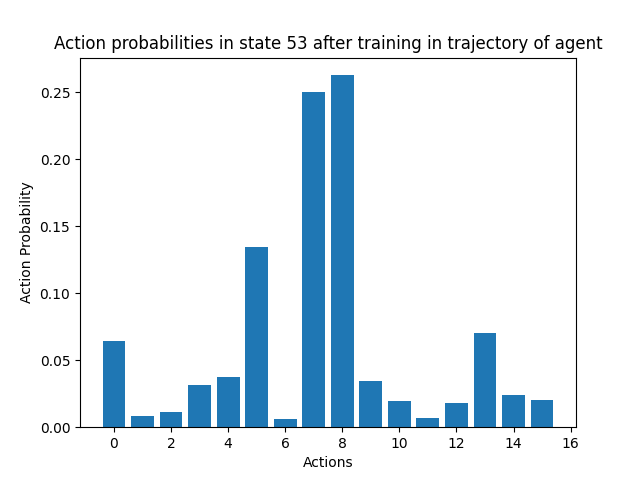 Action probabilities in state 53 after training in trajectory of agent
Action Probability
0.25
0.20
0.15
0.10
0.05
0.00
0 2 4 6 8 10 12 14 16
Actions